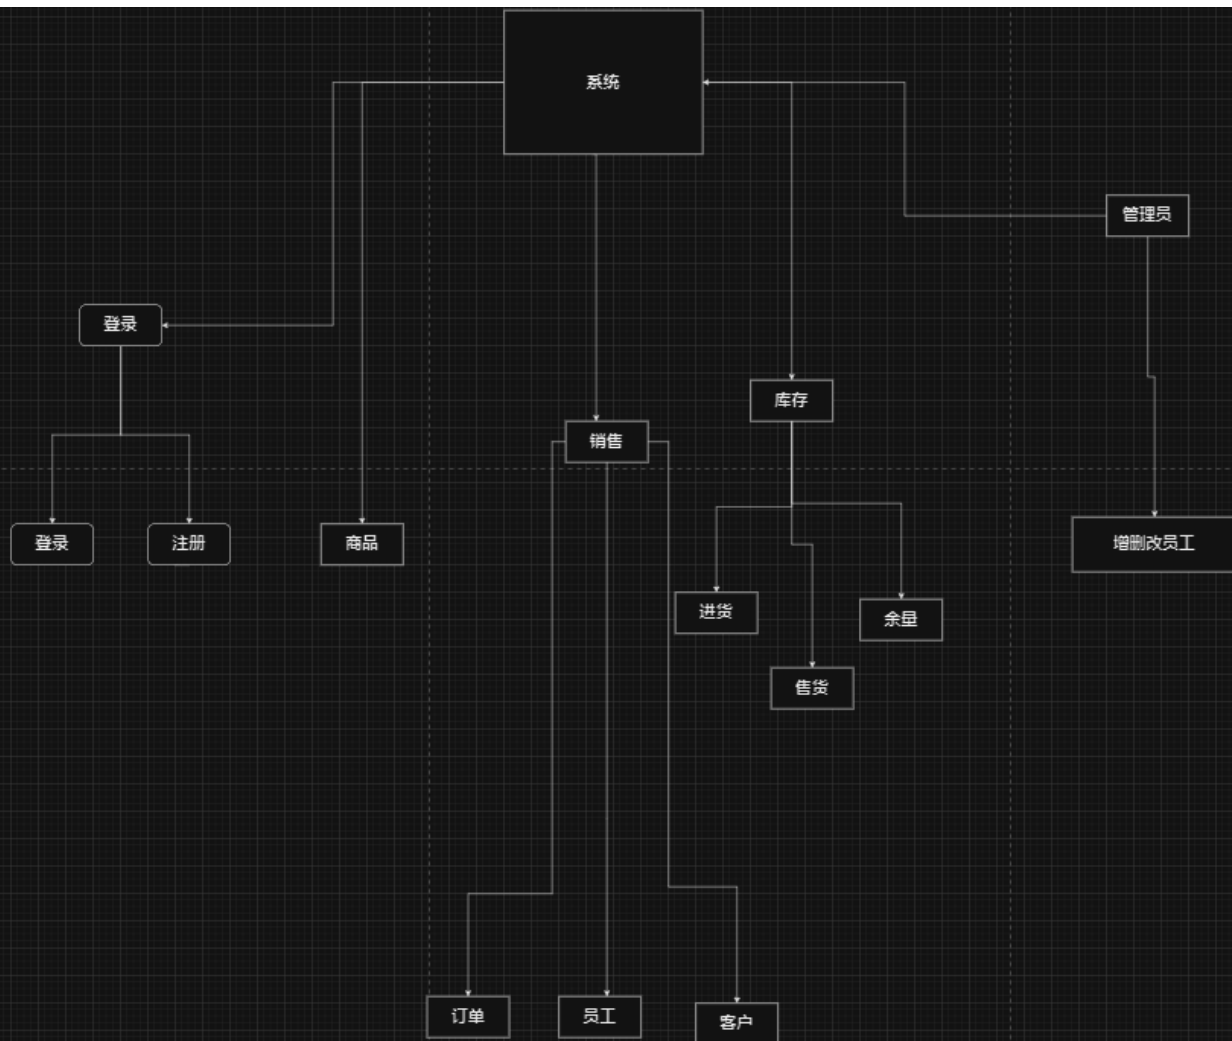 系统
管理员
登录
库存
销售
登录
注册
商品
增删改员工
进货
余量
售货
订单
员工
客户